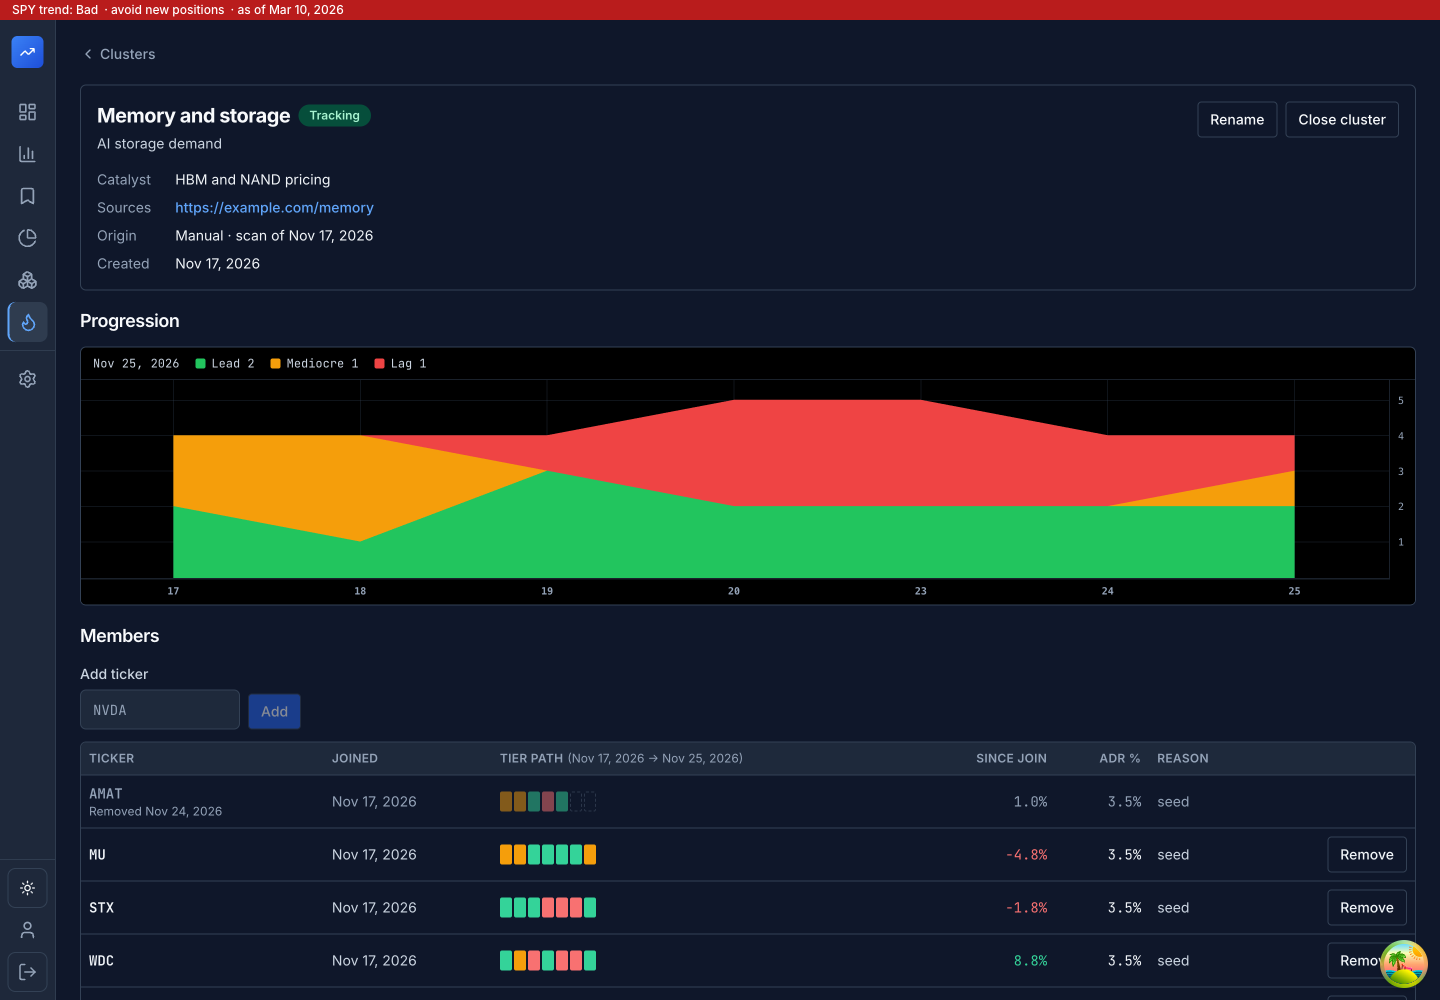 SPY trend: Bad · avoid new positions · as of Mar 10, 2026
Clusters
Memory and storage Tracking
Rename Close cluster
AI storage demand
Catalyst HBM and NAND pricing
Sources https://example.com/memory
Origin Manual · scan of Nov 17, 2026
Created Nov 17, 2026
Progression
Nov 25, 2026 Lead 2 Mediocre 1 Lag 1
5
4
3
2
1
17 18 19 20 23 24 25
Members
Add ticker
NVDA Add
TICKER JOINED TIER PATH (Nov 17, 2026 → Nov 25, 2026) SINCE JOIN ADR % REASON
AMAT Nov 17, 2026 1.0% 3.5% seed
Removed Nov 24, 2026
MU Nov 17, 2026 -4.8% 3.5% seed Remove
STX Nov 17, 2026 -1.8% 3.5% seed Remove
WDC Nov 17, 2026 8.8% 3.5% seed Remov